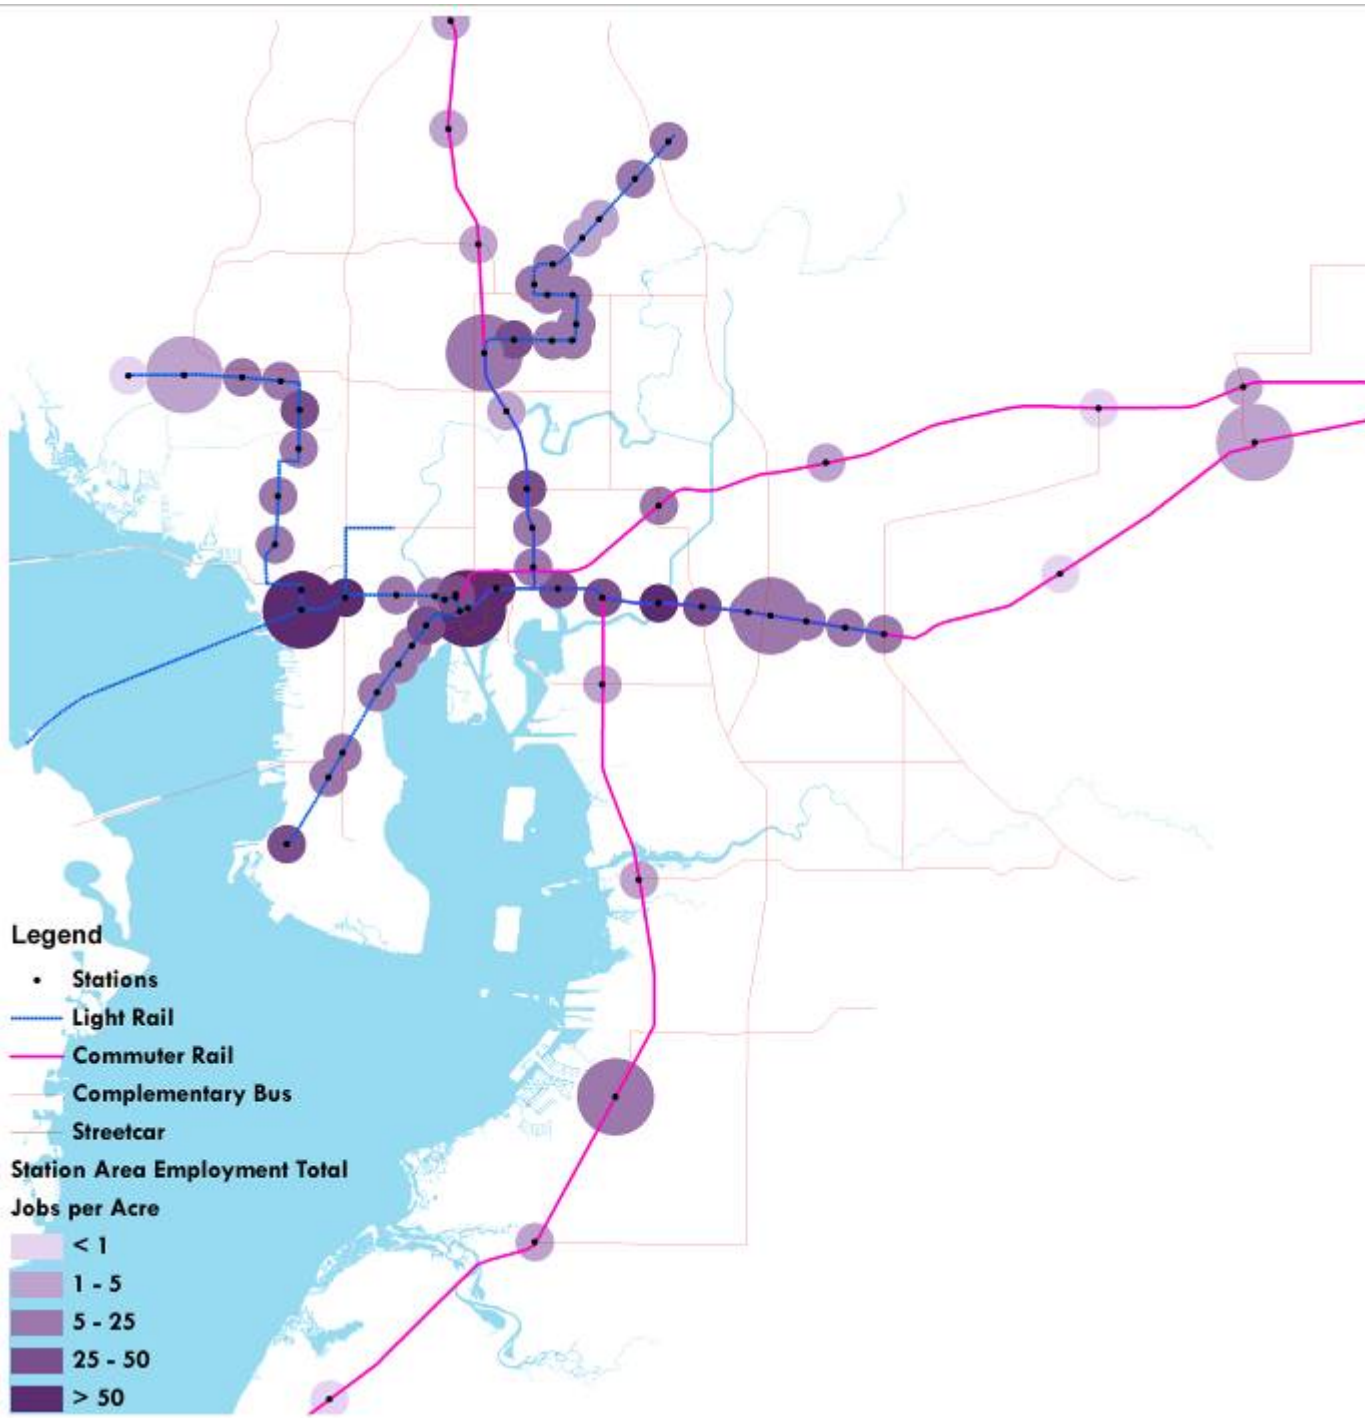 Legend
Stations
Light Rail
Commuter Rail
Complementary Bus
Streetcar
Station Area Employment Total
Jobs per Acre
< 1
1 - 5
5 - 25
25 - 50
> 50